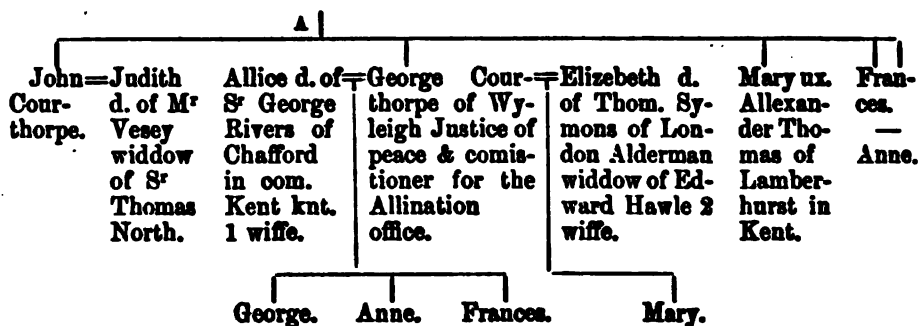 A
John=Judith
Cour- d. of Mr
thorpe. Vesey
widdow
of Sr
Thomas
North.
Allice d. of
Sr George
Rivers of
Chafford
in com.
Kent knt.
1 wiffe.
George Cour-
thorpe of Wy-
leigh Justice of
peace & comis-
tioner for the
Allination
office.
Elizebeth d.
of Thom. Sy-
mons of Lon-
don Alderman
widdow of Ed-
ward Hawle 2
wiffe.
Mary ux.
Allexan-
der Tho-
mas of
Lamber-
hurst in
Kent.
Fran-
ces.
—
Anne.
George. Anne. Frances. Mary.